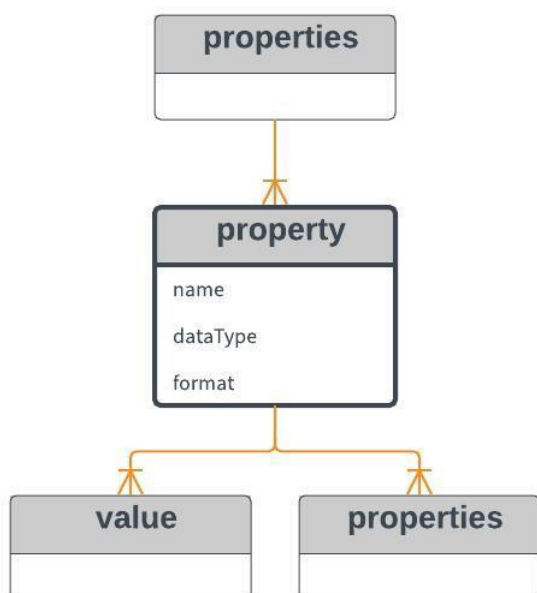 properties
property
name
dataType
format
value
properties